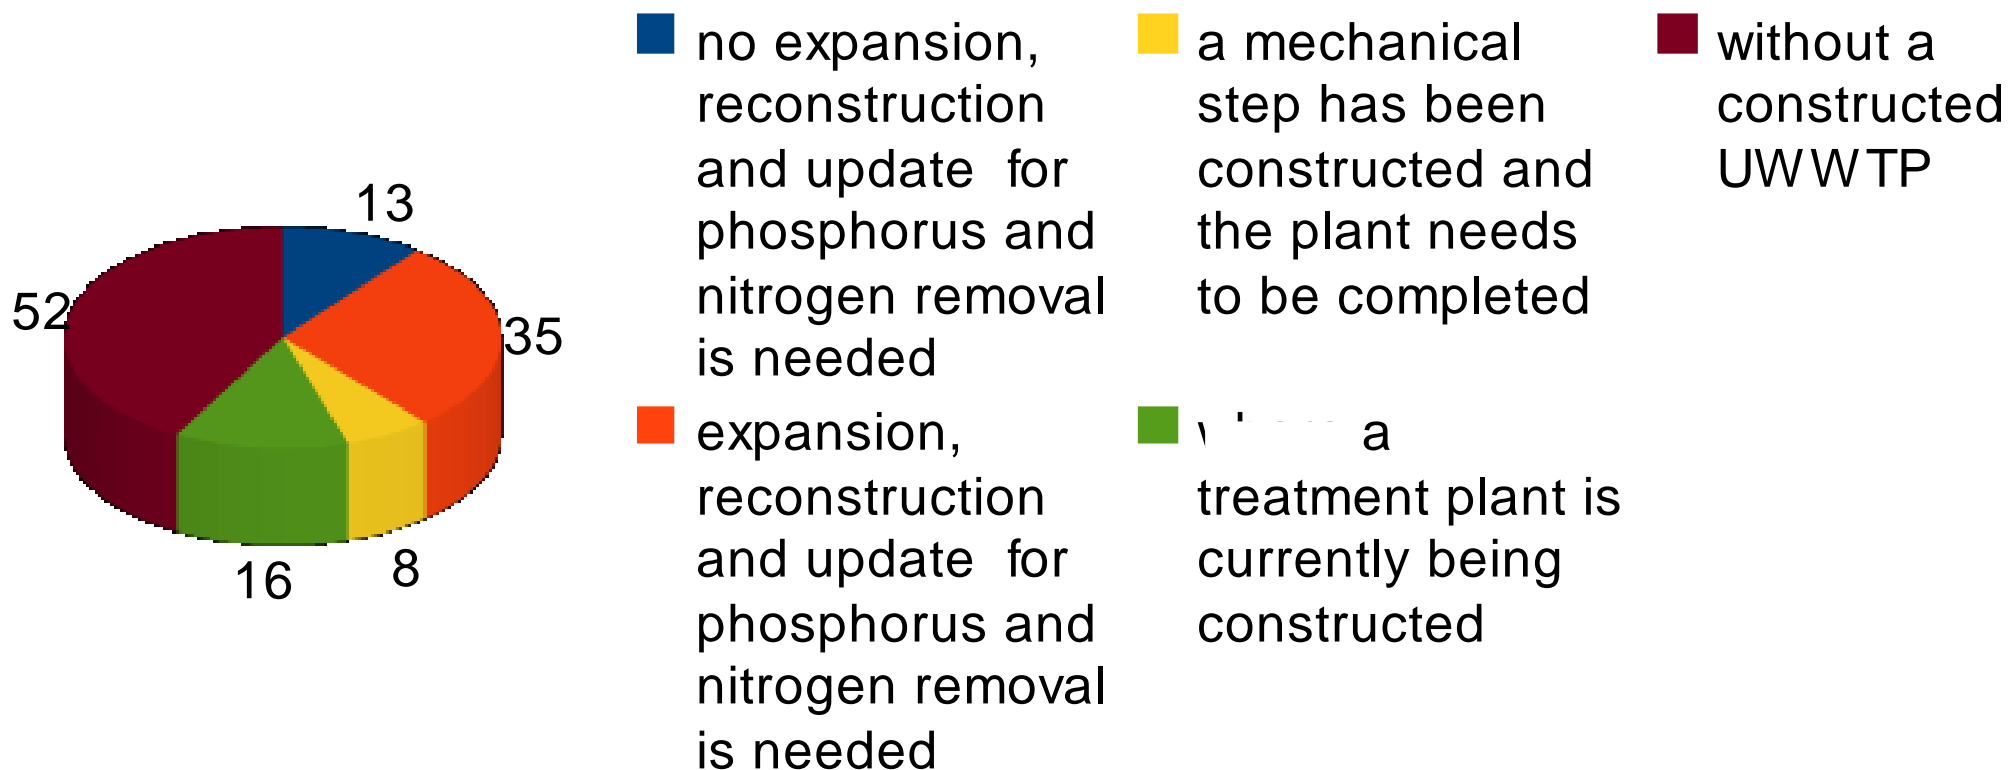 13
52
35
16
8
no expansion,
reconstruction
and update for
phosphorus and
nitrogen removal
is needed
expansion,
reconstruction
and update for
phosphorus and
nitrogen removal
is needed
a mechanical
step has been
constructed and
the plant needs
to be completed
a
treatment plant is
currently being
constructed
without a
constructed
UWWTP